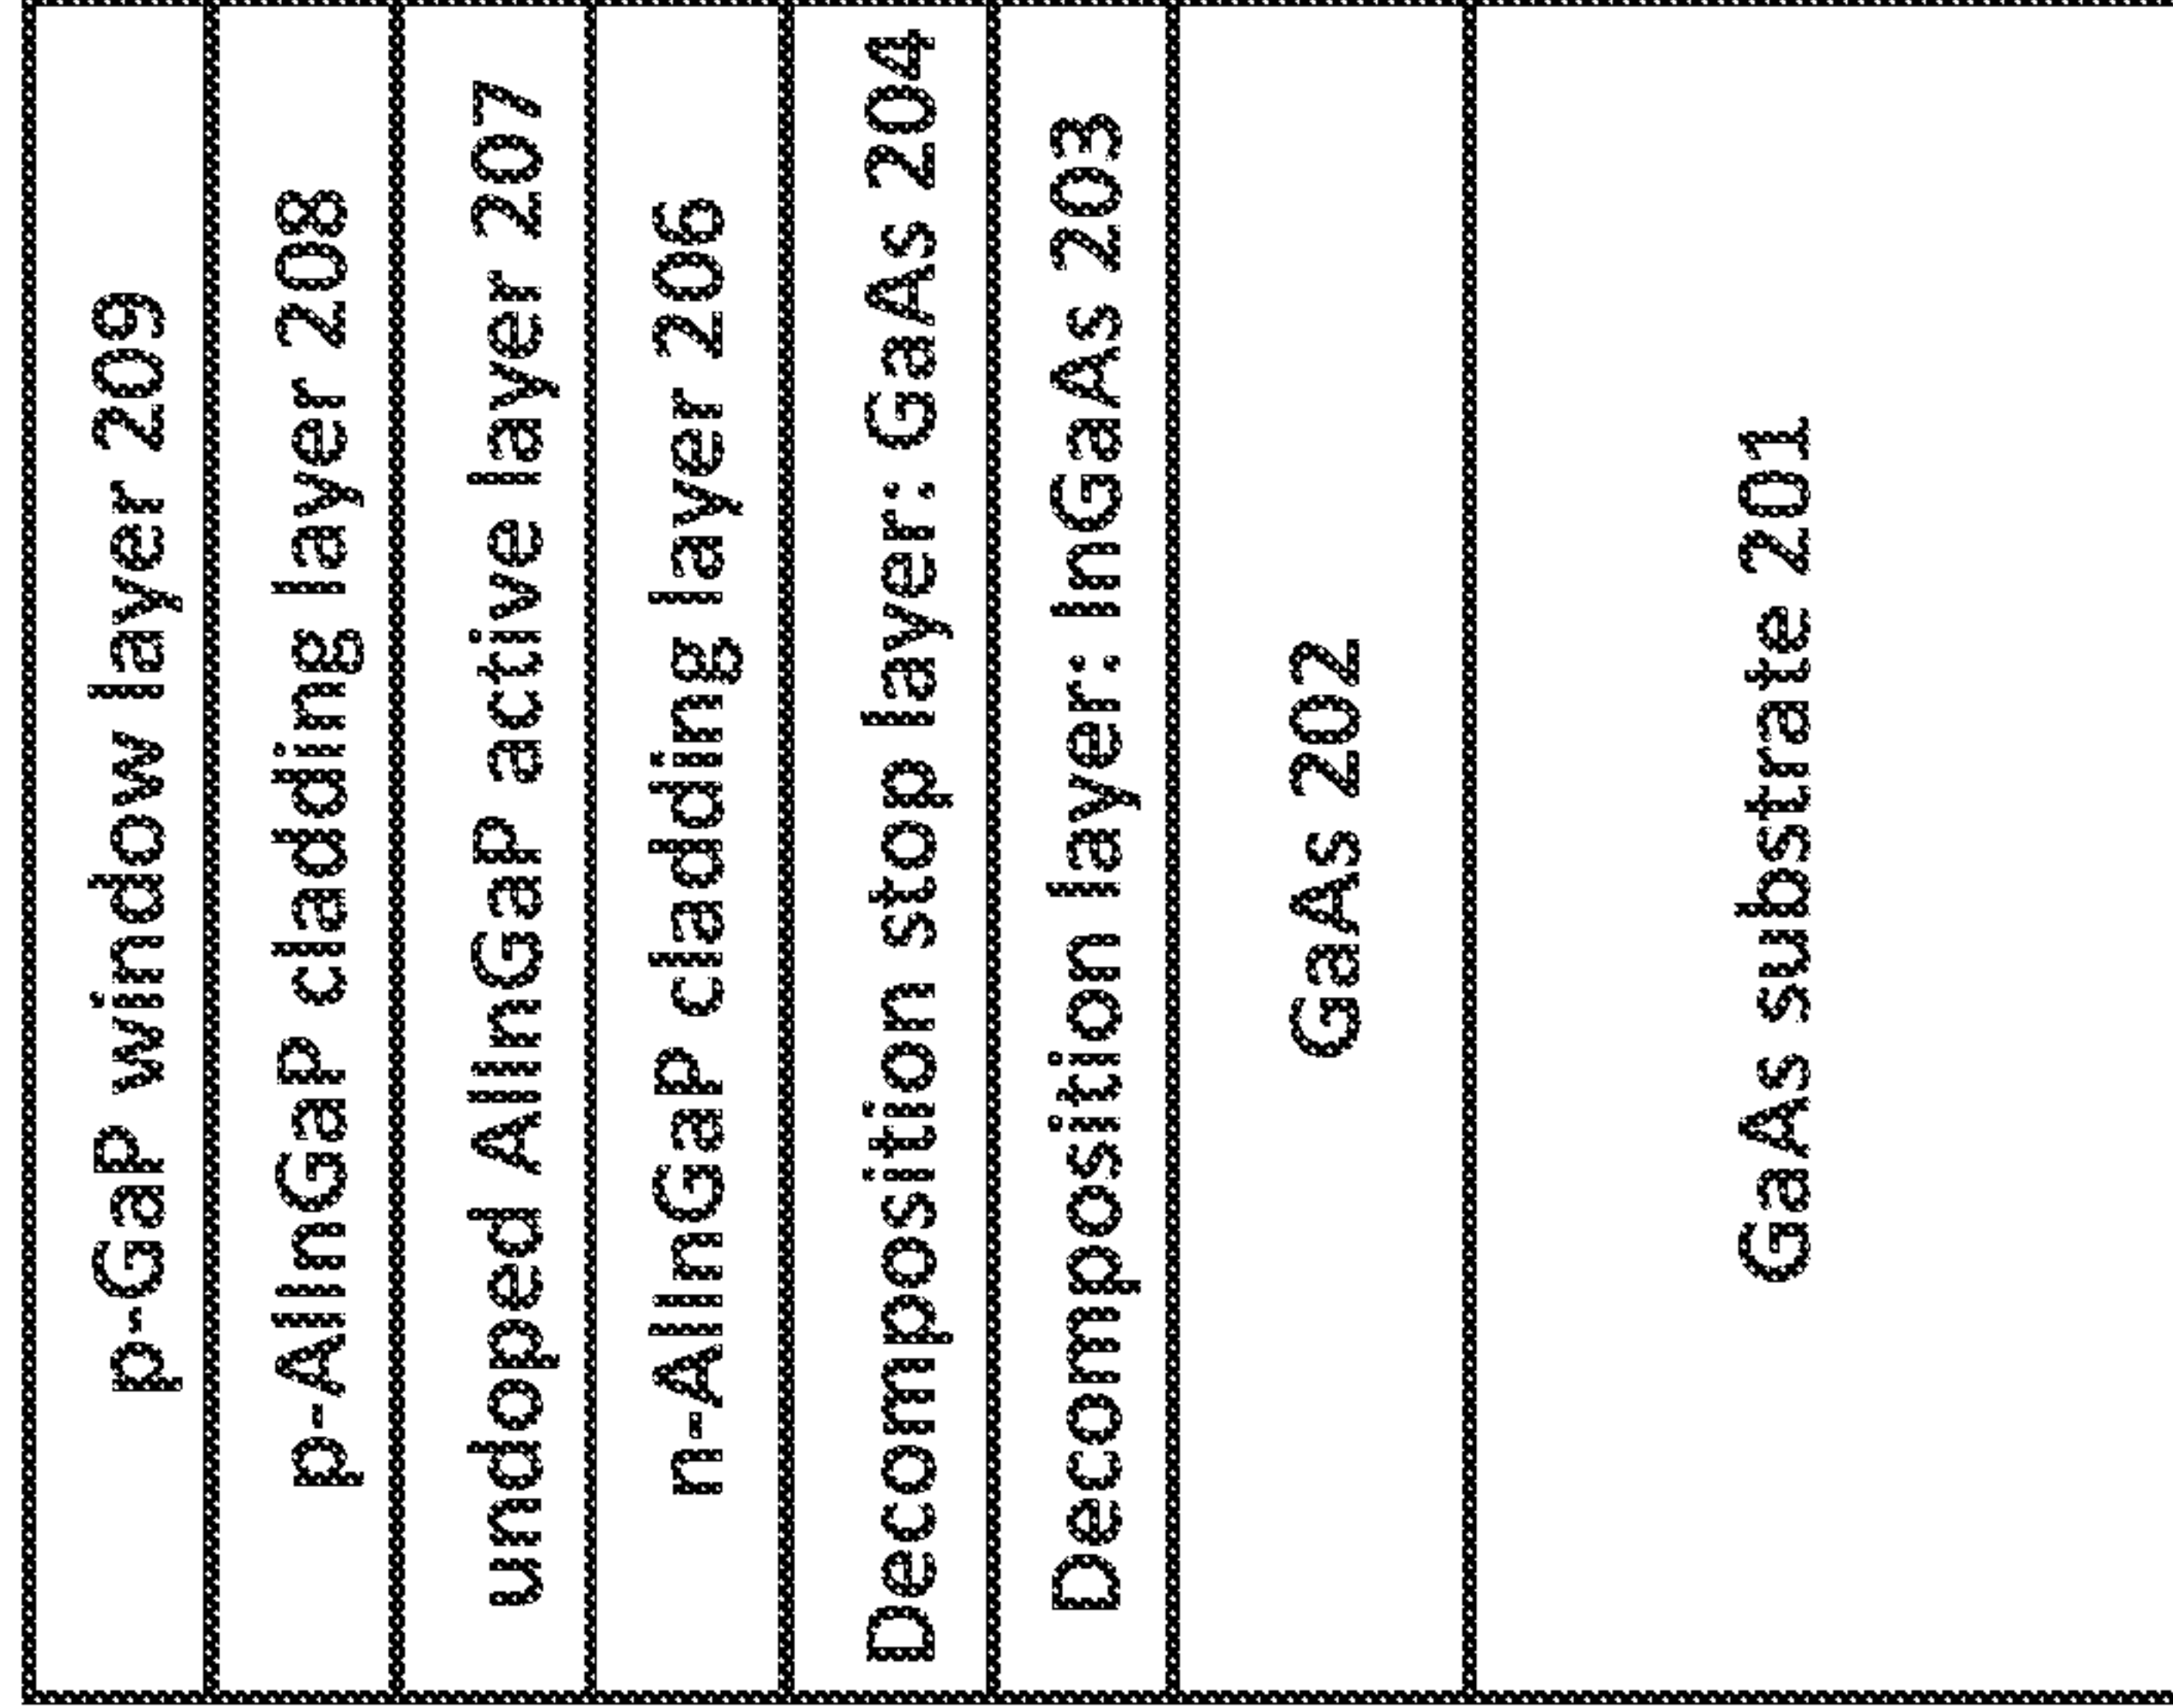 p-GaP window layer 209
p-AlInGaP cladding layer 208
undoped AlInGaP active layer 207
n-AlInGaP cladding layer 206
Decomposition stop layer: GaAs 204
Decomposition layer: InGaAs 203
GaAs 202
GaAs substrate 201